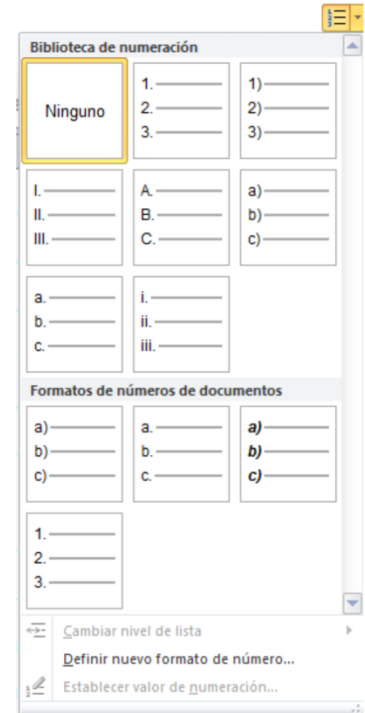 Biblioteca de numeración
Ninguno
1.
2.
3.
1)
2)
3)
I.
II.
III.
A.
B.
C.
a)
b)
c)
a.
b.
c.
i.
ii.
iii.
Formatos de números de documentos
a)
b)
c)
a.
b.
c.
a)
b)
c)
1.
2.
3.
Cambiar nivel de lista
Definir nuevo formato de número...
Establecer valor de numeración...